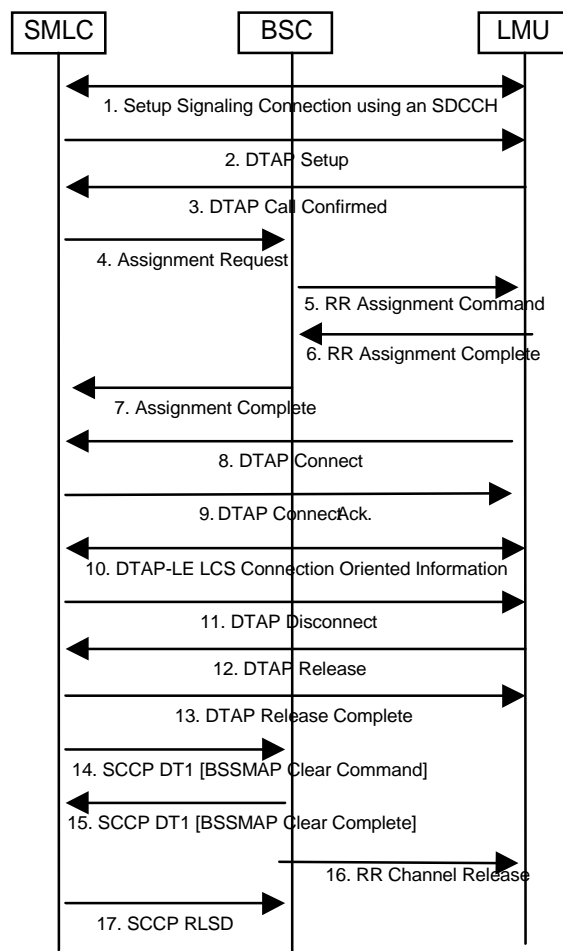 SMLC BSC LMU
1. Setup Signaling Connection using an SDCCH
2. DTAP Setup
3. DTAP Call Confirmed
4. Assignment Request
5. RR Assignment Command
6. RR Assignment Complete
7. Assignment Complete
8. DTAP Connect
9. DTAP Connect Ack.
10. DTAP-LE LCS Connection Oriented Information
11. DTAP Disconnect
12. DTAP Release
13. DTAP Release Complete
14. SCCP DT1 [BSSMAP Clear Command]
15. SCCP DT1 [BSSMAP Clear Complete]
16. RR Channel Release
17. SCCP RLSD